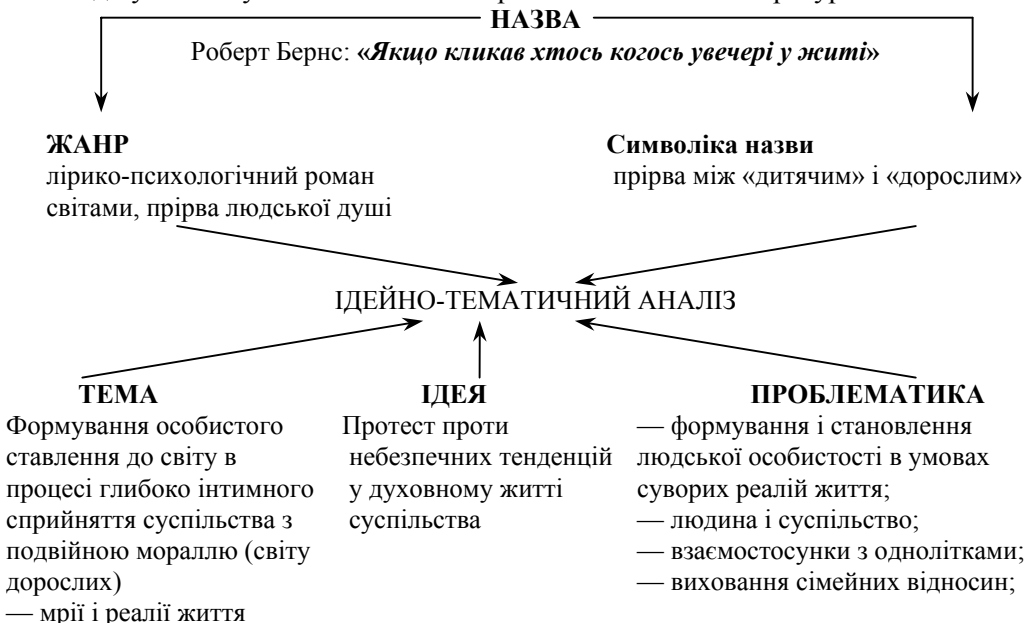 НАЗВА
Роберт Бернс: «Якщо кликав хтось когось увечері у житі»
ЖАНР
лірико-психологічний роман
світами, прірва людської душі
Символіка назви
прірва між «дитячим» і «дорослим»
ІДЕЙНО-ТЕМАТИЧНИЙ АНАЛІЗ
ТЕМА
Формування особистого
ставлення до світу в
процесі глибоко інтимного
сприйняття суспільства з
подвійною мораллю (світу
дорослих)
— мрії і реалії життя
ІДЕЯ
Протест проти
небезпечних тенденцій
у духовному житті
суспільства
ПРОБЛЕМАТИКА
— формування і становлення
людської особистості в умовах
суворих реалій життя;
— людина і суспільство;
— взаємостосунки з однолітками;
— виховання сімейних відносин;